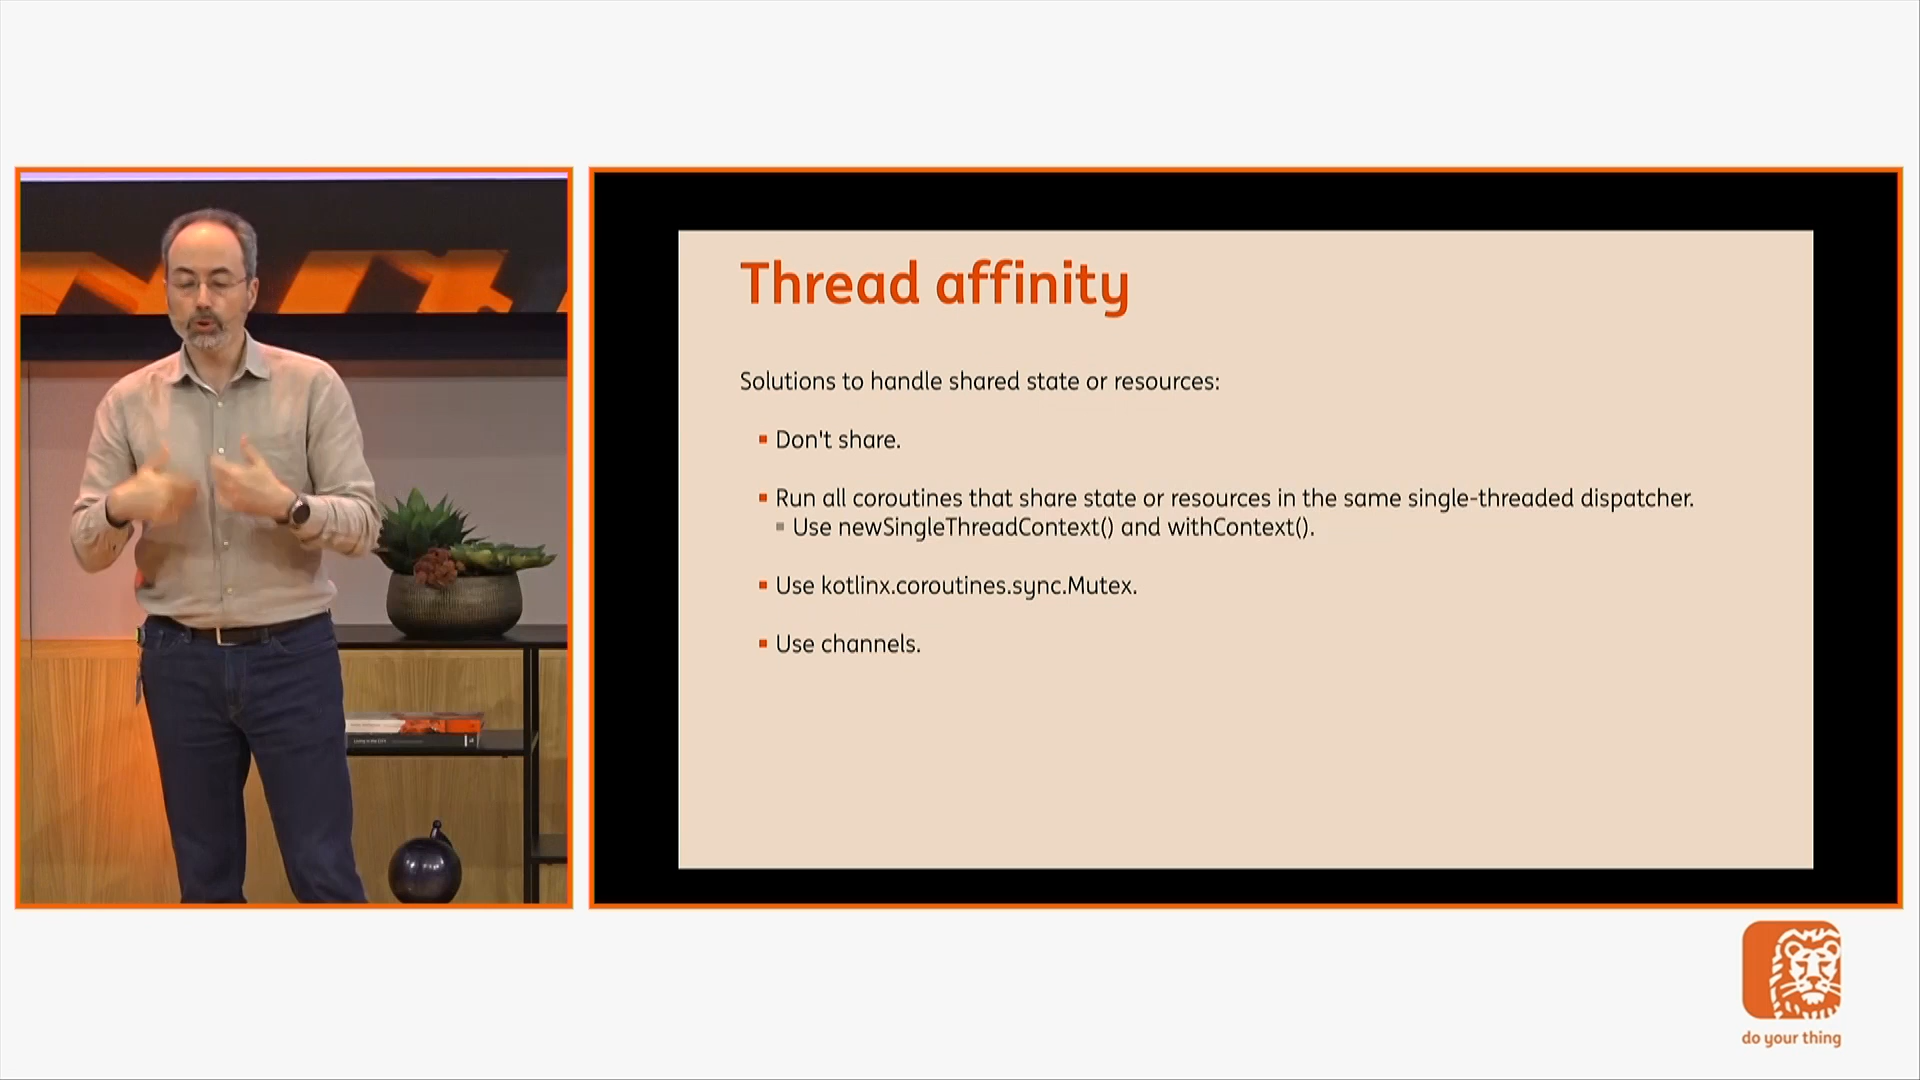 Thread affinity
Solutions to handle shared state or resources:
▪ Don't share.
▪ Run all coroutines that share state or resources in the same single-threaded dispatcher.
▪ Use newSingleThreadContext() and withContext().
▪ Use kotlinx.coroutines.sync.Mutex.
▪ Use channels.
do your thing